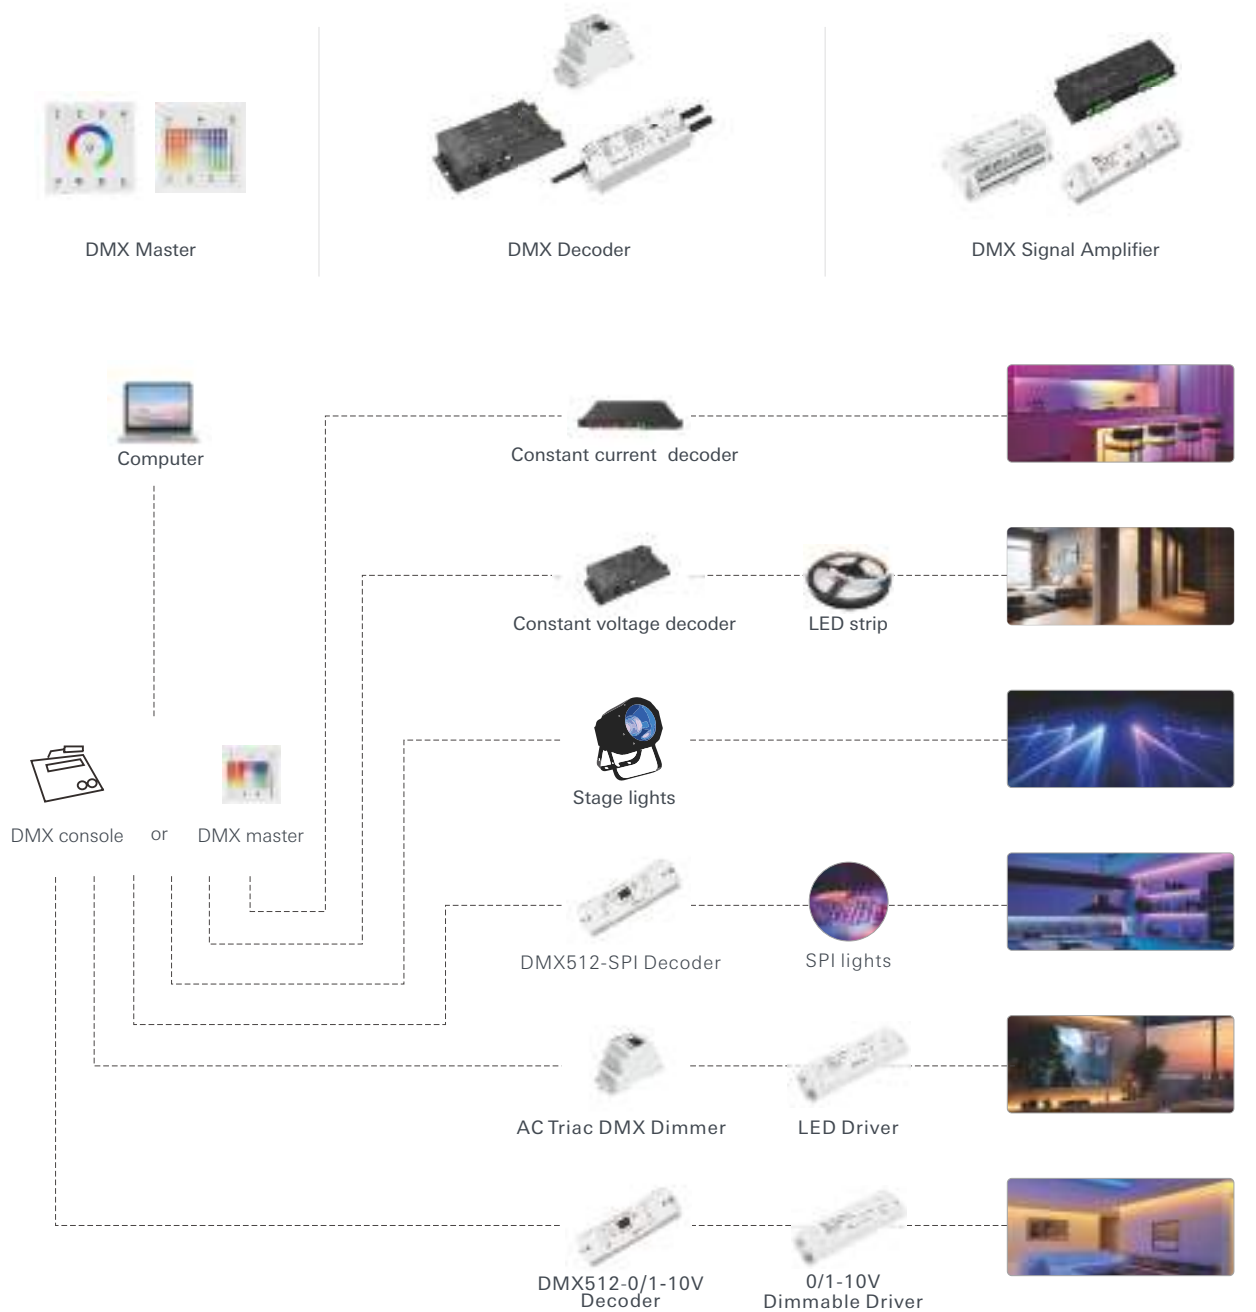 DMX Master
DMX Decoder
DMX Signal Amplifier
Computer
Constant current decoder
Constant voltage decoder
LED strip
Stage lights
DMX console
or
DMX master
DMX512-SPI Decoder
SPI lights
AC Triac DMX Dimmer
LED Driver
DMX512-0/1-10V
Decoder
0/1-10V
Dimmable Driver